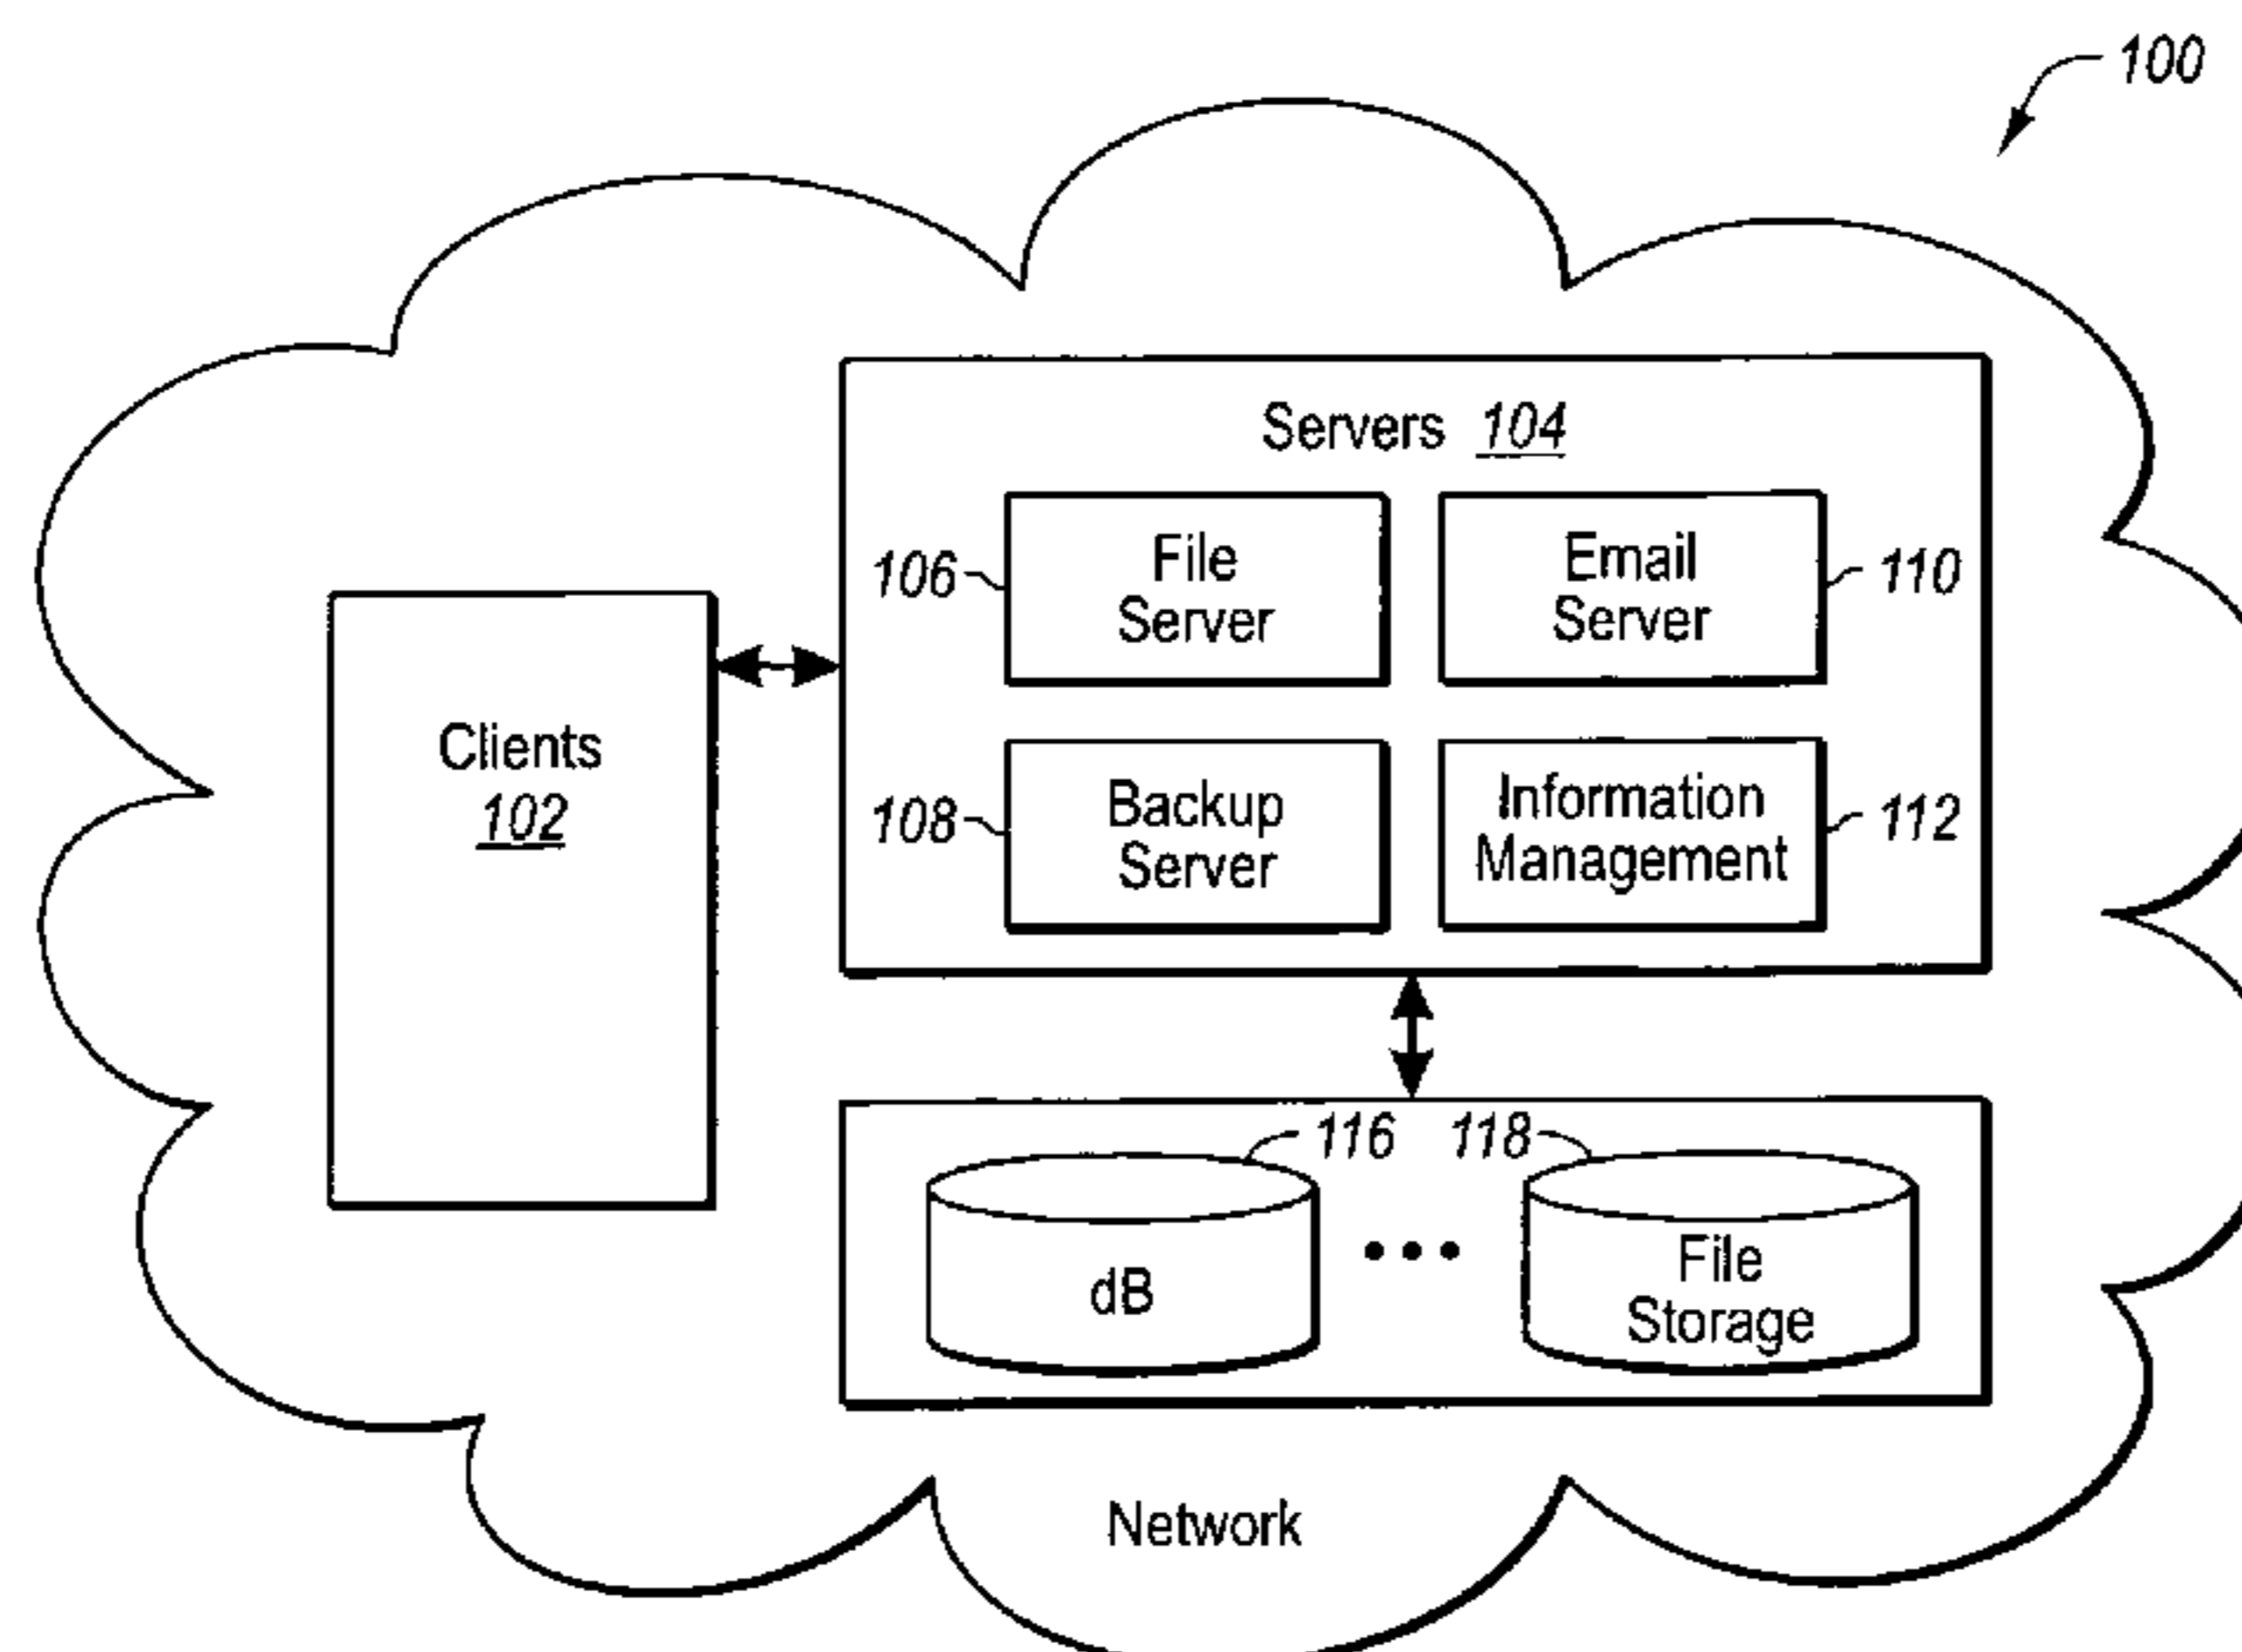 100
Servers 104
File
Server
106
Email
Server
110
Clients
102
Backup
Server
108
Information
Management
112
116
118
dB
File
Storage
Network